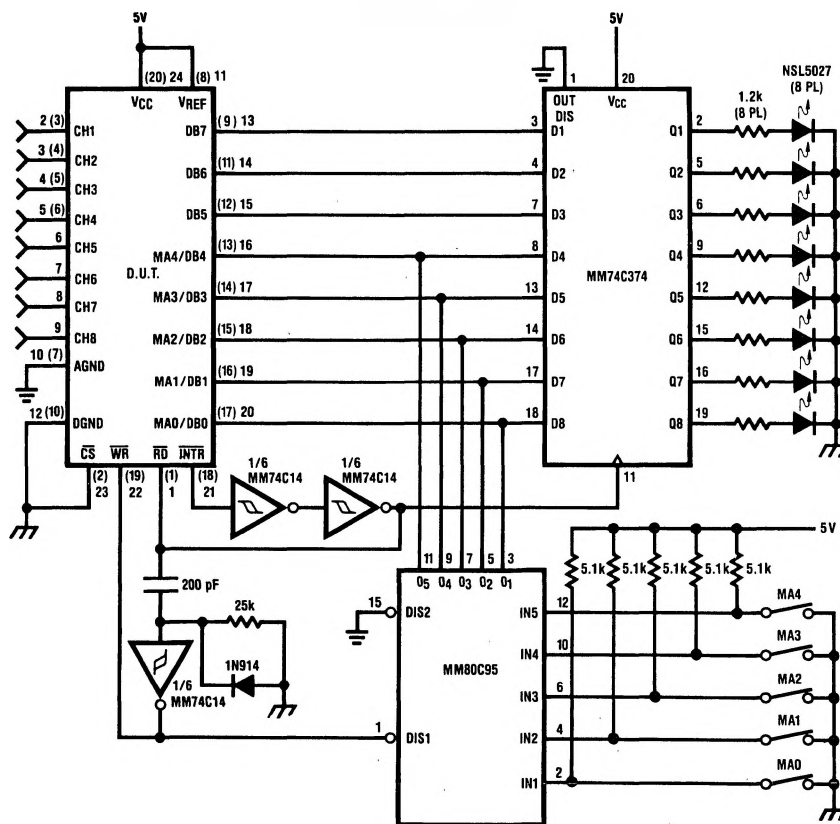 5V
5V
(20) 24
(8) 11
VCC
VREF
2 (3) CH1
3 (4) CH2
4 (5) CH3
5 (6) CH4
6 CH5
7 CH6
8 CH7
9 CH8
10 (7) AGND
12 (10) DGND
D.U.T.
DB7 (9) 13
DB6 (11) 14
DB5 (12) 15
MA4/DB4 (13) 16
MA3/DB3 (14) 17
MA2/DB2 (15) 18
MA1/DB1 (16) 19
MA0/DB0 (17) 20
CS
WR
RD
INTR
(2)
23
(19)
22
(1)
1
(18)
21
1/6
MM74C14
1/6
MM74C14
1
20
OUT
DIS
VCC
3 D1
4 D2
7 D3
8 D4
13 D5
14 D6
17 D7
18 D8
MM74C374
11
Q1 2
Q2 5
Q3 6
Q4 9
Q5 12
Q6 15
Q7 16
Q8 19
1.2k
(8 PL)
NSL5027
(8 PL)
200 pF
25k
1N914
1/6
MM74C14
11 9 7 5 3
O5 O4 O3 O2 O1
15 DIS2
1 DIS1
MM80C95
IN5 12
IN4 10
IN3 6
IN2 4
IN1 2
5V
5.1k 5.1k 5.1k 5.1k 5.1k
MA4
MA3
MA2
MA1
MA0